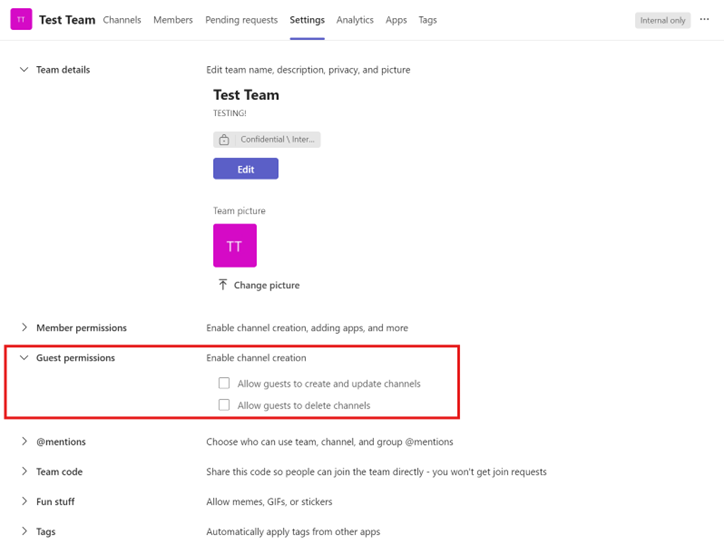 TT Test Team Channels Members Pending requests Settings Analytics Apps Tags Internal only ...
Team details Edit team name, description, privacy, and picture
Test Team
TESTING!
Confidential \ Inter...
Edit
Team picture
TT
Change picture
Member permissions Enable channel creation, adding apps, and more
Guest permissions Enable channel creation
Allow guests to create and update channels
Allow guests to delete channels
@mentions Choose who can use team, channel, and group @mentions
Team code Share this code so people can join the team directly - you won't get join requests
Fun stuff Allow memes, GIFs, or stickers
Tags Automatically apply tags from other apps